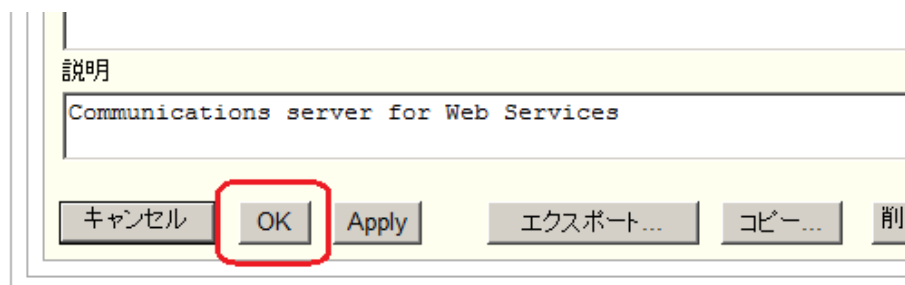 説明
Communications server for Web Services
キャンセル OK Apply エクスポート... コピー... 削